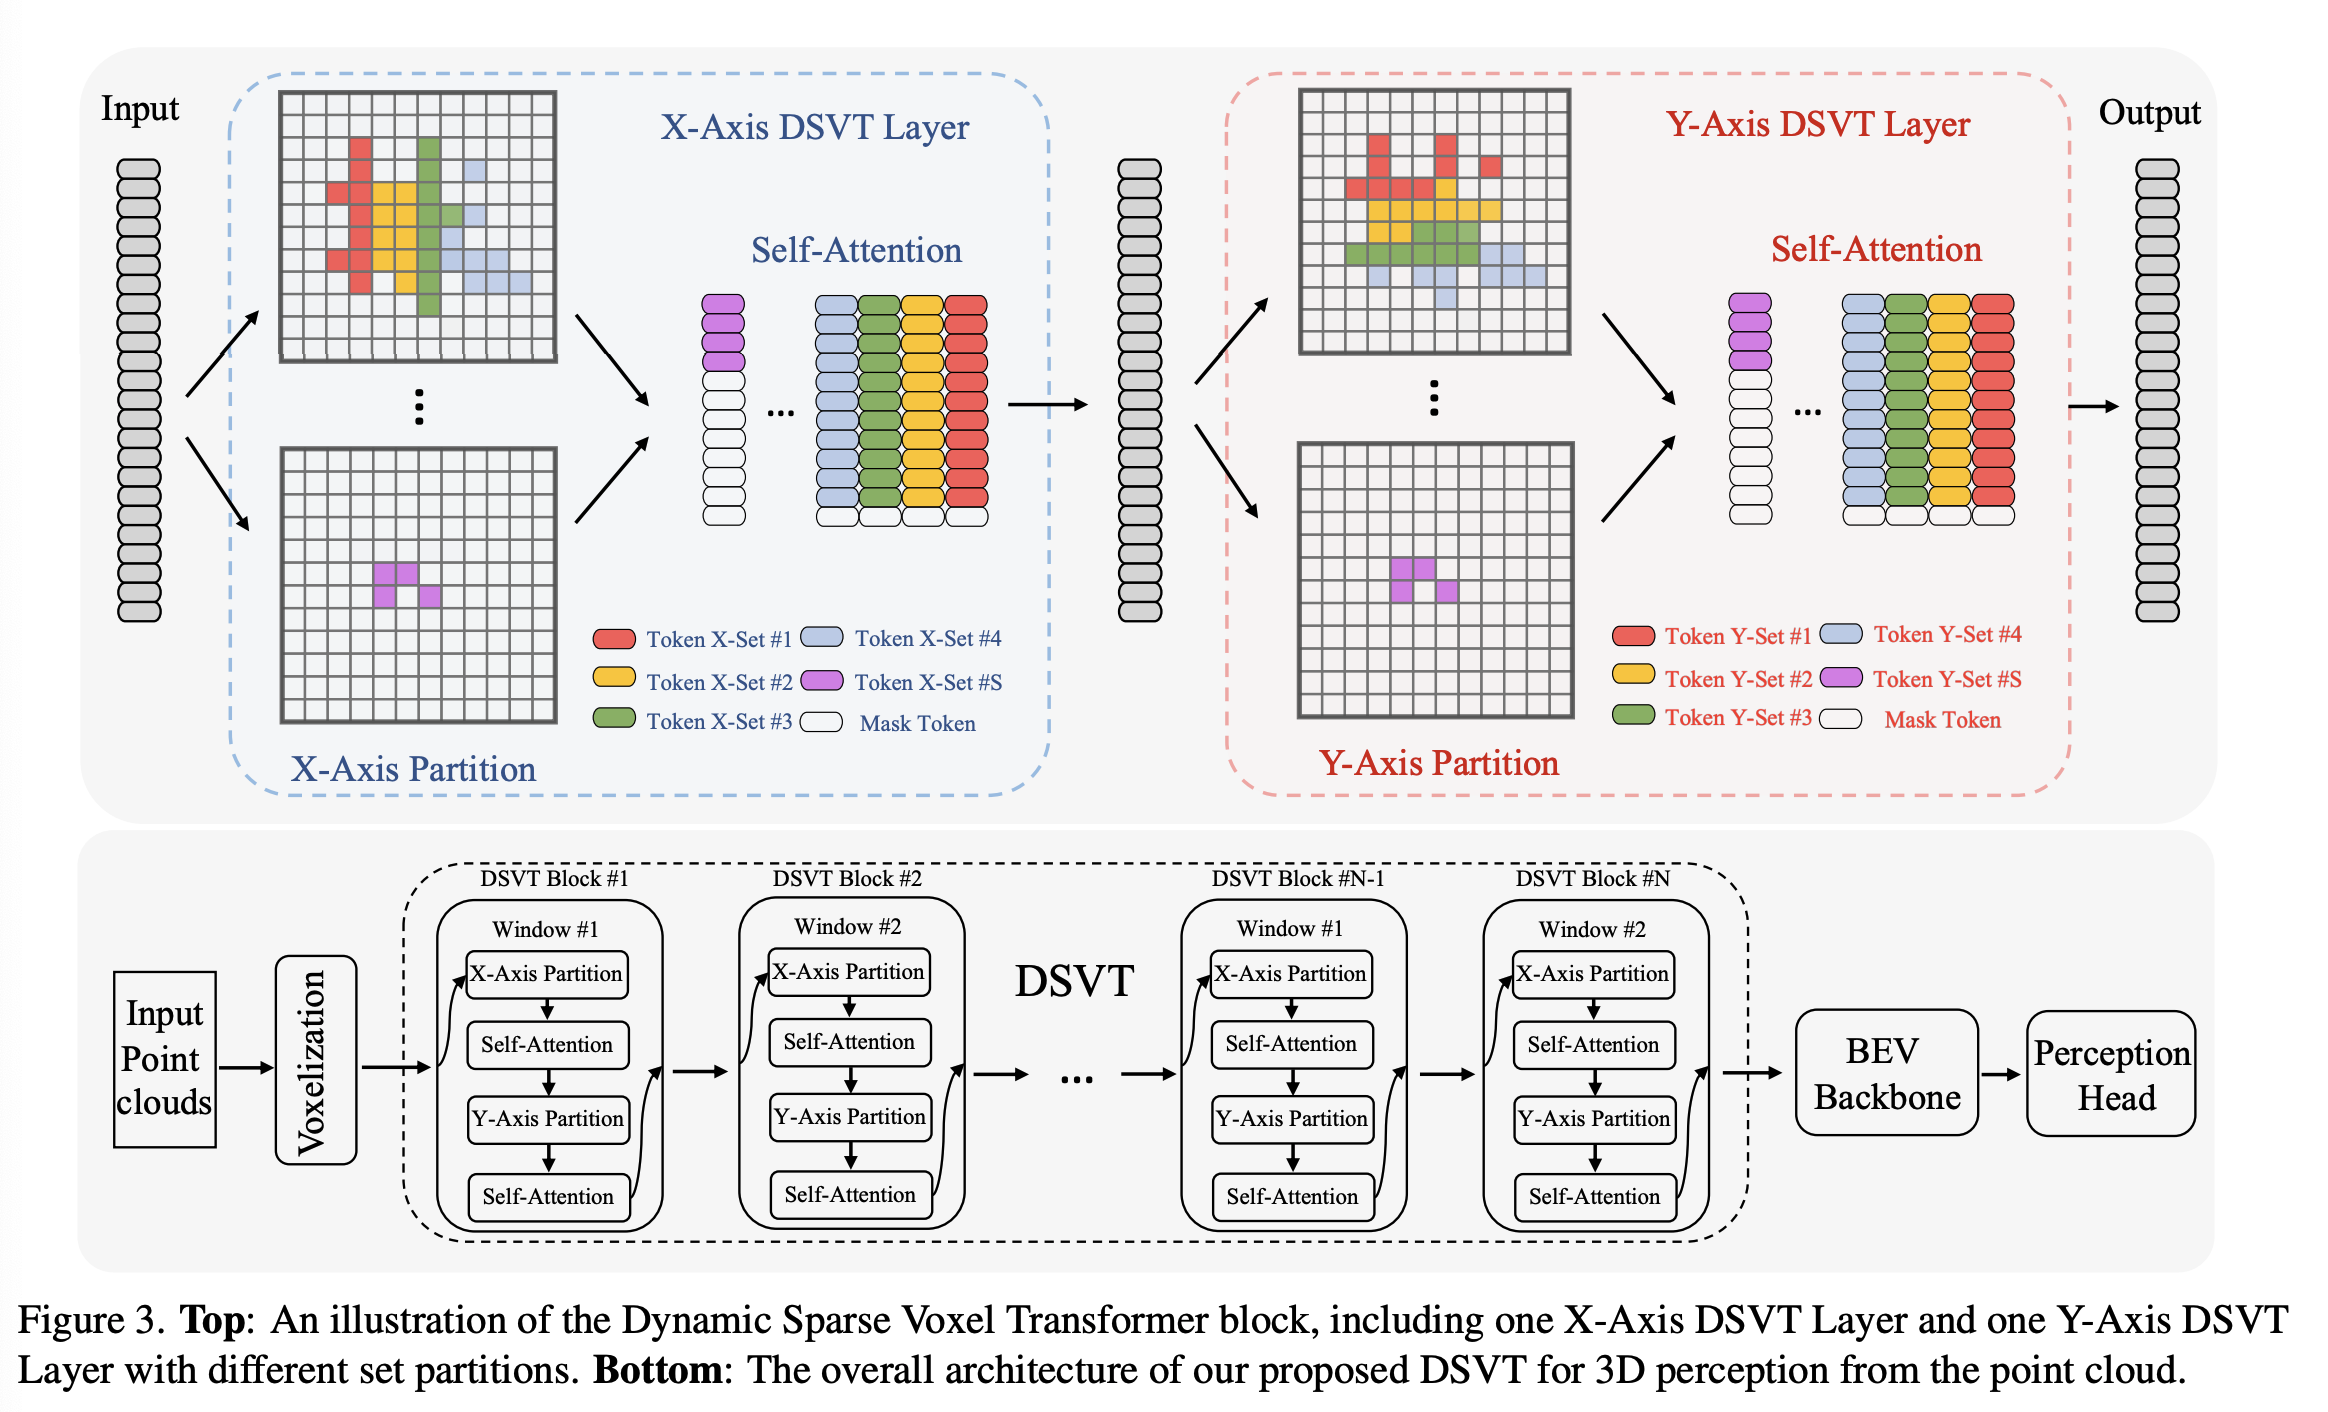 Input
X-Axis DSVT Layer
Self-Attention
...
Token X-Set #1
Token X-Set #4
Token X-Set #2
Token X-Set #S
Token X-Set #3
Mask Token
X-Axis Partition
Y-Axis DSVT Layer
Self-Attention
...
Token Y-Set #1
Token Y-Set #4
Token Y-Set #2
Token Y-Set #S
Token Y-Set #3
Mask Token
Y-Axis Partition
Output
Input
Point
clouds
Voxelization
DSVT Block #1
Window #1
X-Axis Partition
Self-Attention
Y-Axis Partition
Self-Attention
DSVT Block #2
Window #2
X-Axis Partition
Self-Attention
Y-Axis Partition
Self-Attention
DSVT
...
DSVT Block #N-1
Window #1
X-Axis Partition
Self-Attention
Y-Axis Partition
Self-Attention
DSVT Block #N
Window #2
X-Axis Partition
Self-Attention
Y-Axis Partition
Self-Attention
BEV
Backbone
Perception
Head
Figure 3. Top: An illustration of the Dynamic Sparse Voxel Transformer block, including one X-Axis DSVT Layer and one Y-Axis DSVT
Layer with different set partitions. Bottom: The overall architecture of our proposed DSVT for 3D perception from the point cloud.